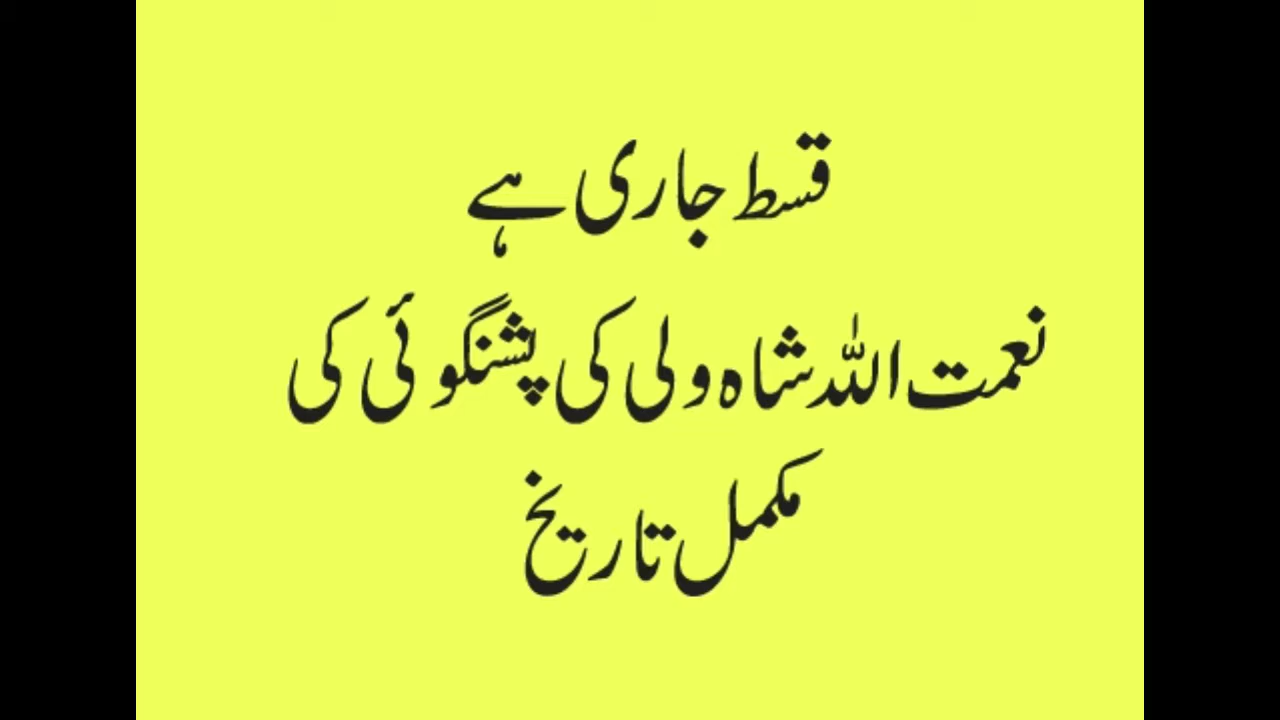 قسط جاری ہے
نعمت اللہ شاہ ولی کی پشنگوئی کی
مکمل تاریخ